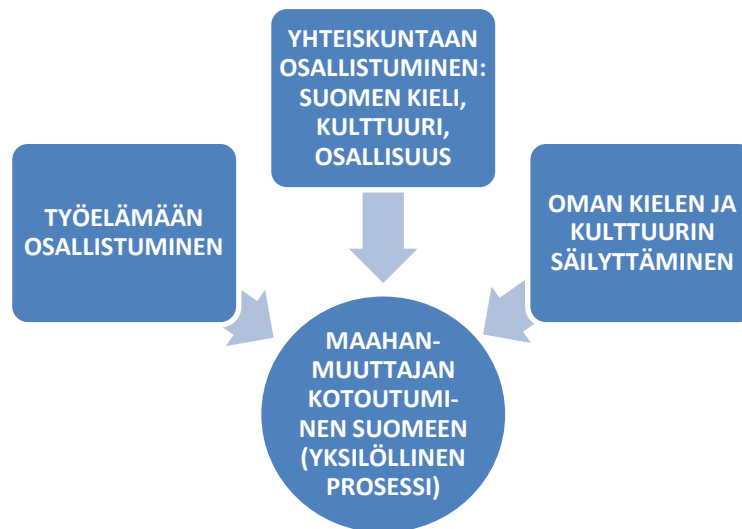 YHTEISKUNTAAN
OSALLISTUMINEN:
SUOMEN KIELI,
KULTTUURI,
OSALLISUUS
TYÖELÄMÄÄN
OSALLISTUMINEN
OMAN KIELEN JA
KULTTUURIN
SÄILYTTÄMINEN
MAAHAN-
MUUTTAJAN
KOTOUTUMI-
NEN SUOMEEN
(YKSILÖLLINEN
PROSESSI)